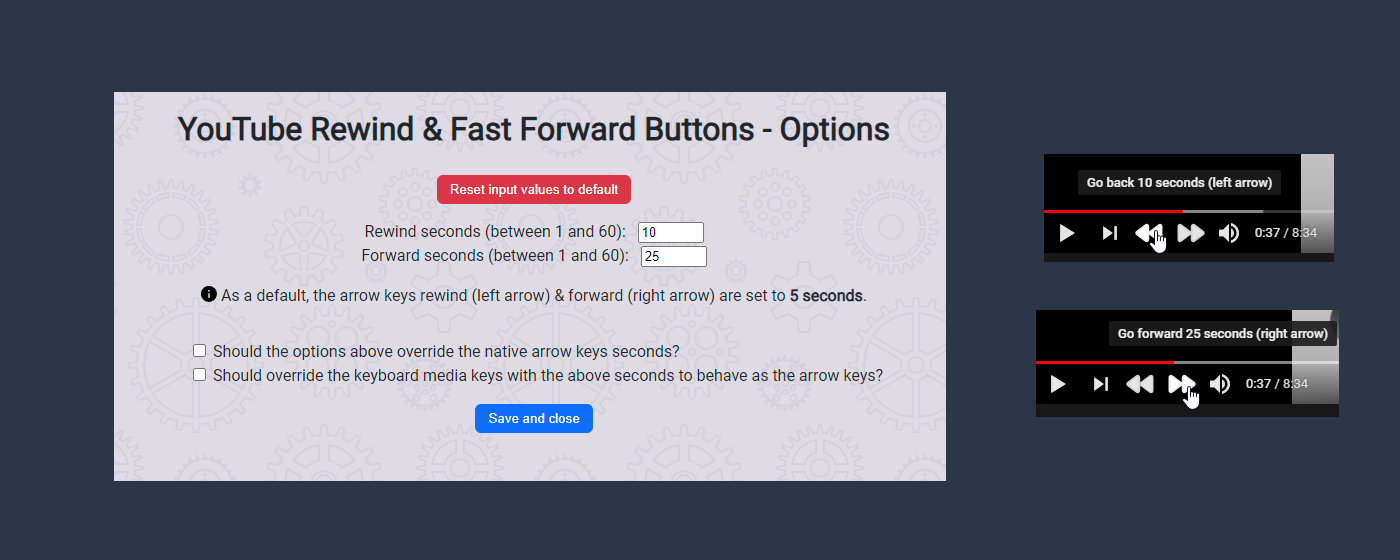 YouTube Rewind & Fast Forward Buttons - Options
Reset input values to default
Rewind seconds (between 1 and 60): 10
Forward seconds (between 1 and 60): 25
As a default, the arrow keys rewind (left arrow) & forward (right arrow) are set to 5 seconds.
Should the options above override the native arrow keys seconds?
Should override the keyboard media keys with the above seconds to behave as the arrow keys?
Save and close
Go back 10 seconds (left arrow)
0:37 / 8:34
Go forward 25 seconds (right arrow)
0:37 / 8:34